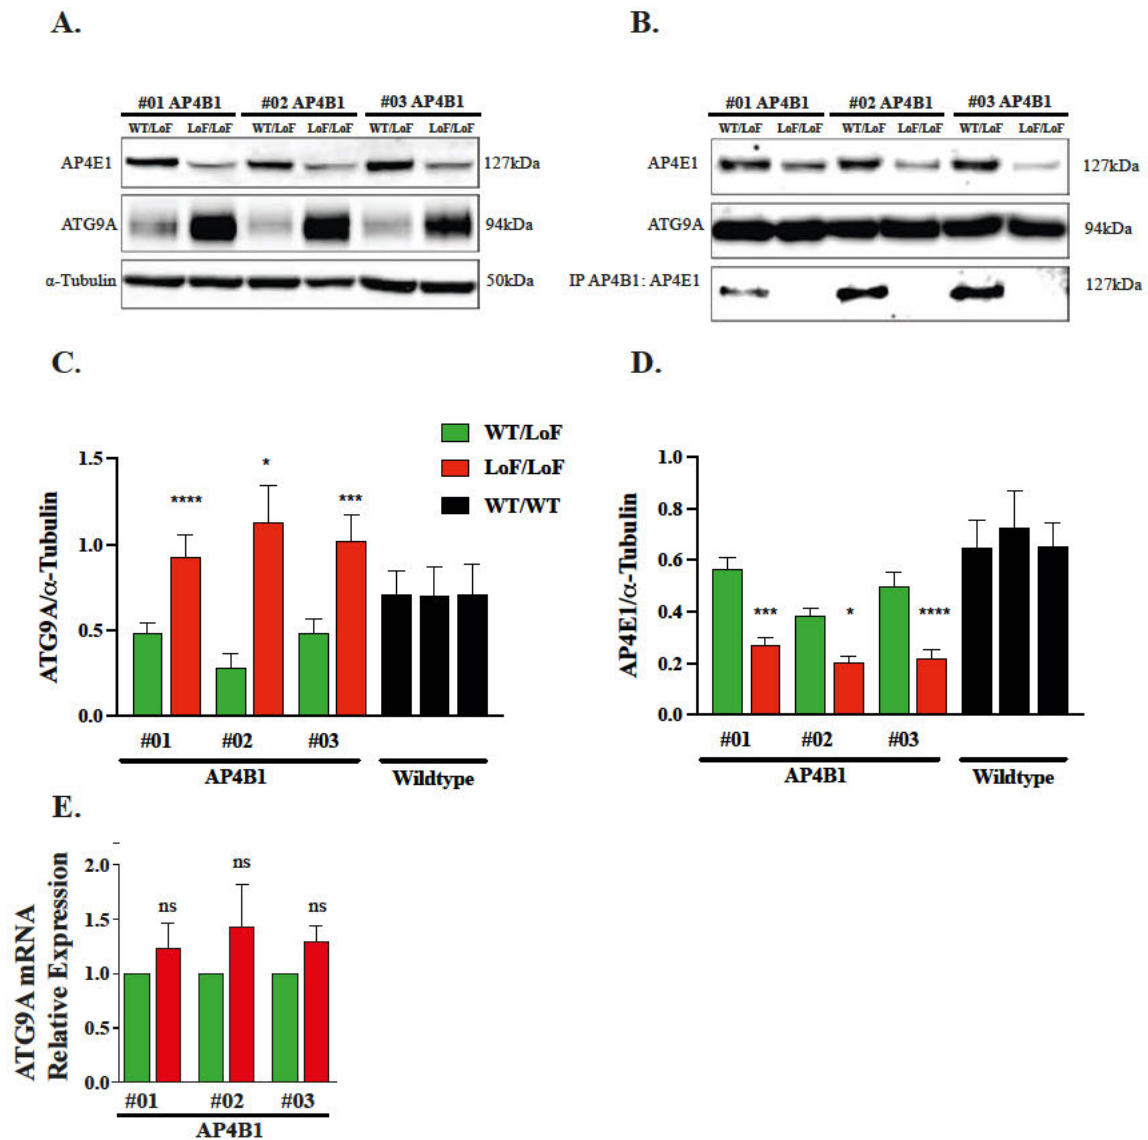 A.
#01 AP4B1 #02 AP4B1 #03 AP4B1
WT/LoF LoF/LoF WT/LoF LoF/LoF WT/LoF LoF/LoF
AP4E1 127kDa
ATG9A 94kDa
α-Tubulin 50kDa
B.
#01 AP4B1 #02 AP4B1 #03 AP4B1
WT/LoF LoF/LoF WT/LoF LoF/LoF WT/LoF LoF/LoF
AP4E1 127kDa
ATG9A 94kDa
IP AP4B1: AP4E1 127kDa
C.
WT/LoF
LoF/LoF
WT/WT
ATG9A/α-Tubulin
1.5
1.0
0.5
0.0
**** * ***
#01 #02 #03
AP4B1 Wildtype
D.
AP4E1/α-Tubulin
1.0
0.8
0.6
0.4
0.2
0.0
*** * ****
#01 #02 #03
AP4B1 Wildtype
E.
ATG9A mRNA
Relative Expression
2.0
1.5
1.0
0.5
0.0
ns ns ns
#01 #02 #03
AP4B1